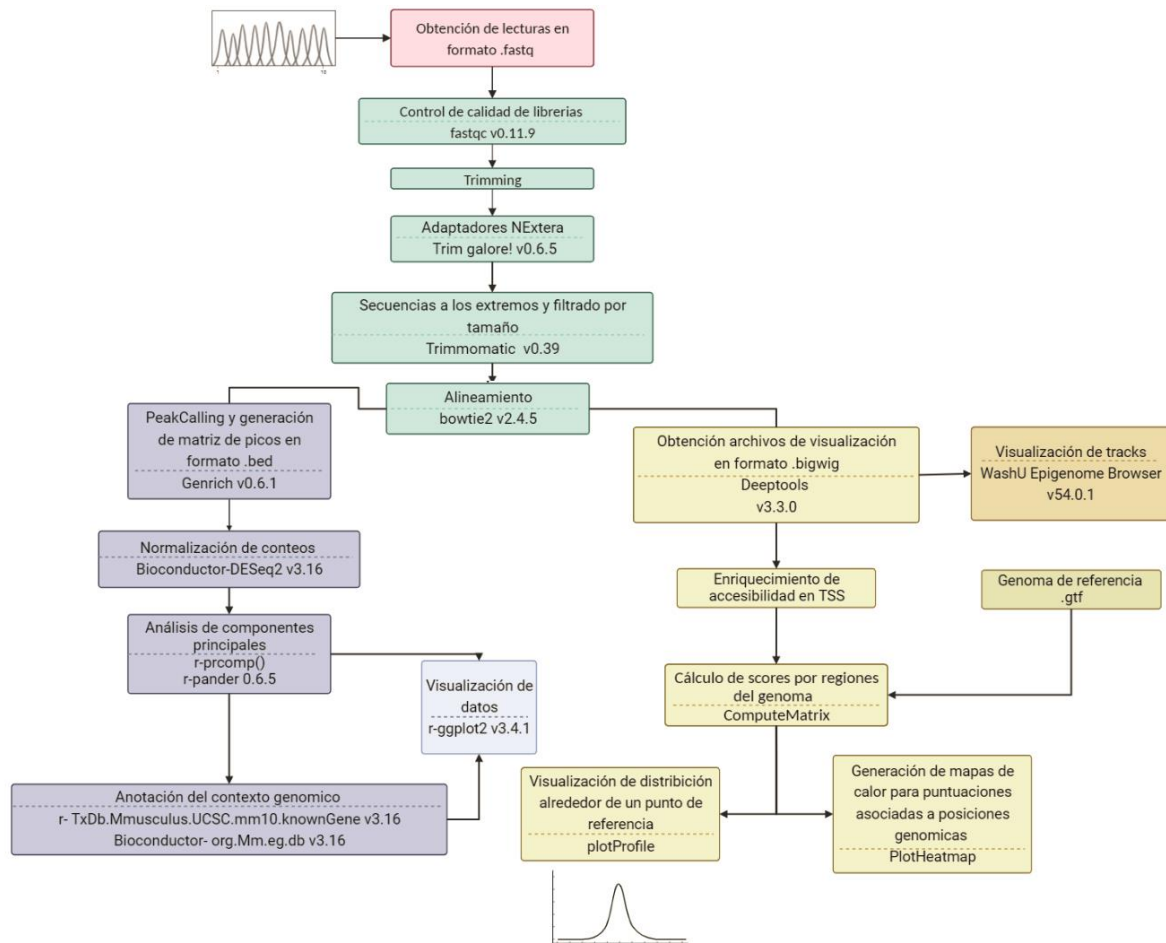 Obtención de lecturas en
formato .fastq
Control de calidad de librerias
fastqc v0.11.9
Trimming
Adaptadores NExtera
Trim galore! v0.6.5
Secuencias a los extremos y filtrado por
tamaño
Trimmomatic v0.39
Alineamiento
bowtie2 v2.4.5
PeakCalling y generación
de matriz de picos en
formato .bed
Genrich v0.6.1
Normalización de conteos
Bioconductor-DESeq2 v3.16
Análisis de componentes
principales
r-prcomp()
r-pander 0.6.5
Visualización de
datos
r-ggplot2 v3.4.1
Anotación del contexto genomico
r- TxDb.Mmusculus.UCSC.mm10.knownGene v3.16
Bioconductor- org.Mm.eg.db v3.16
Obtención archivos de visualización
en formato .bigwig
Deeptools
v3.3.0
Visualización de tracks
WashU Epigenome Browser
v54.0.1
Enriquecimiento de
accesibilidad en TSS
Genoma de referencia
.gtf
Cálculo de scores por regiones
del genoma
ComputeMatrix
Visualización de distribición
alrededor de un punto de
referencia
plotProfile
Generación de mapas de
calor para puntuaciones
asociadas a posiciones
genomicas
PlotHeatmap